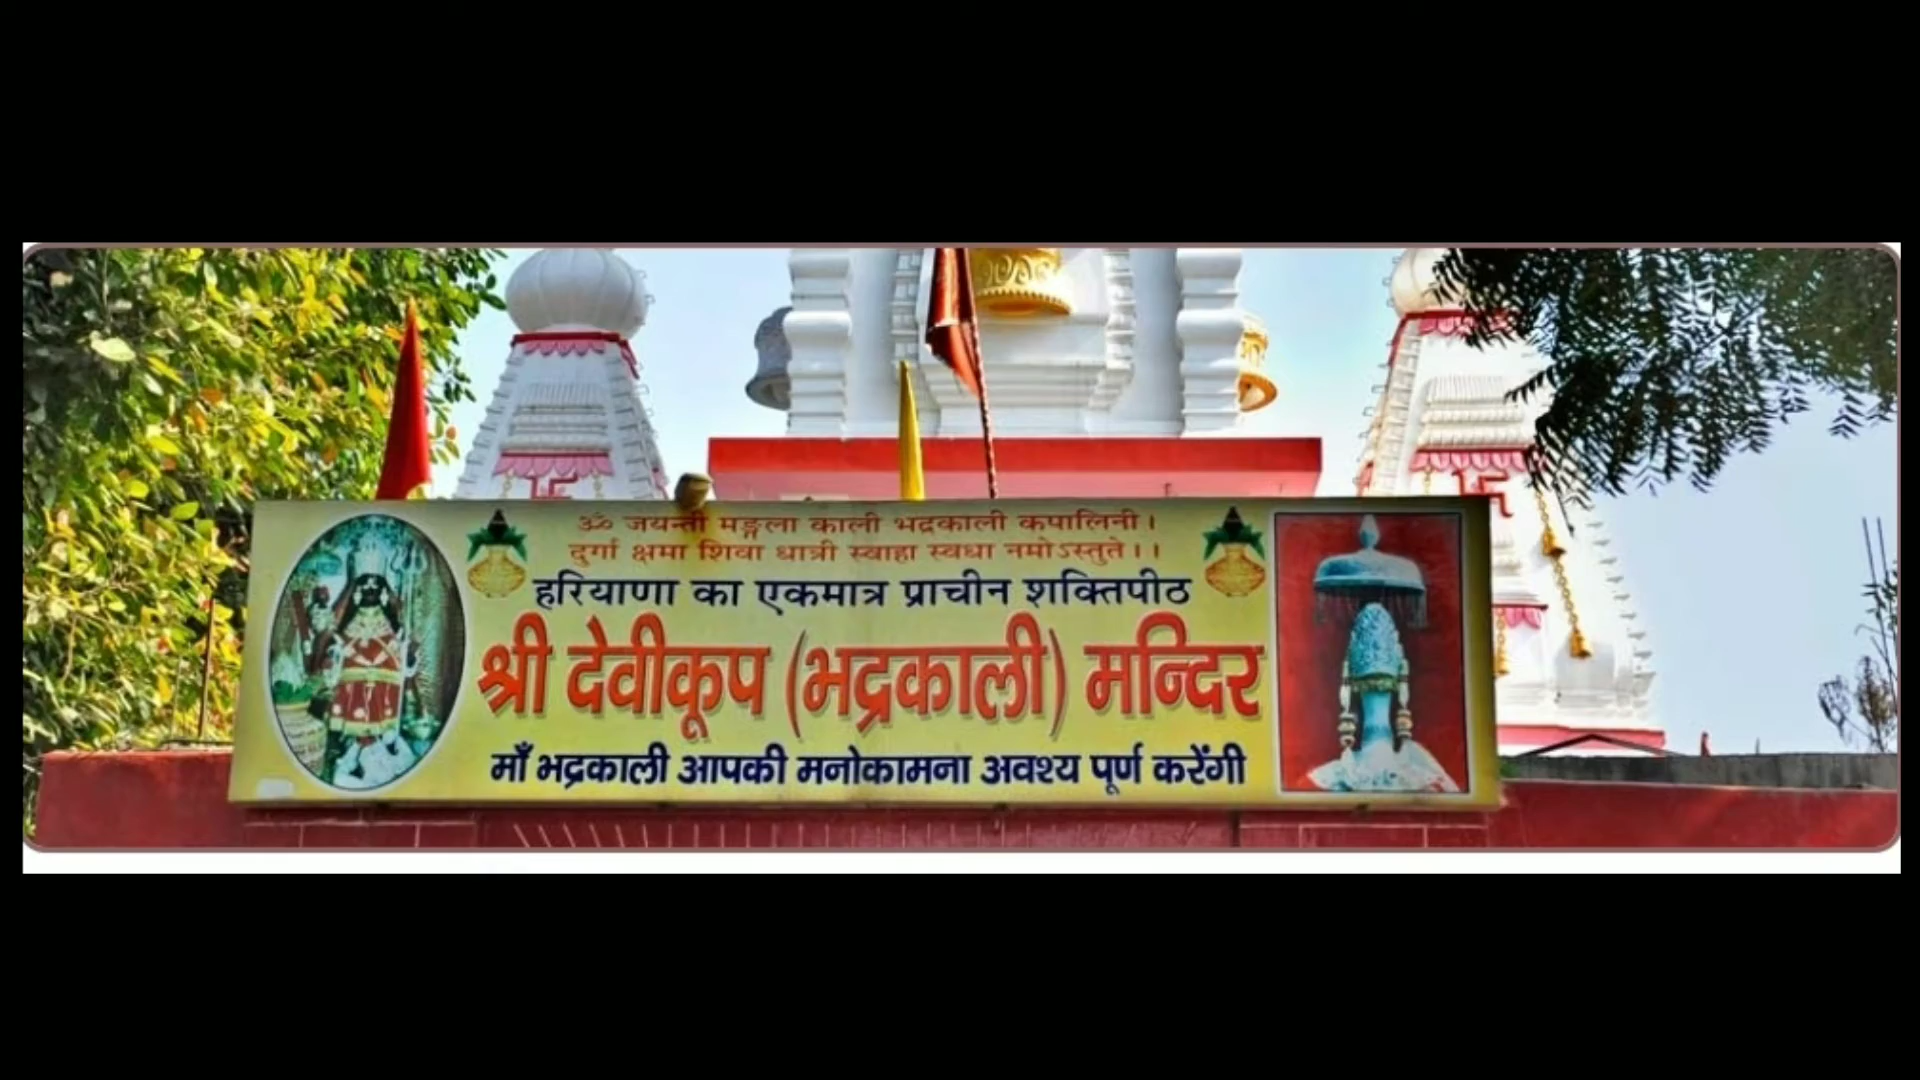 ॐ जयन्ती मङ्गला काली भद्रकाली कपालिनी।
दुर्गा क्षमा शिवा धात्री स्वाहा स्वधा नमोऽस्तुते।।
हरियाणा का एकमात्र प्राचीन शक्तिपीठ
श्री देवीकूप (भद्रकाली) मन्दिर
माँ भद्रकाली आपकी मनोकामना अवश्य पूर्ण करेंगी